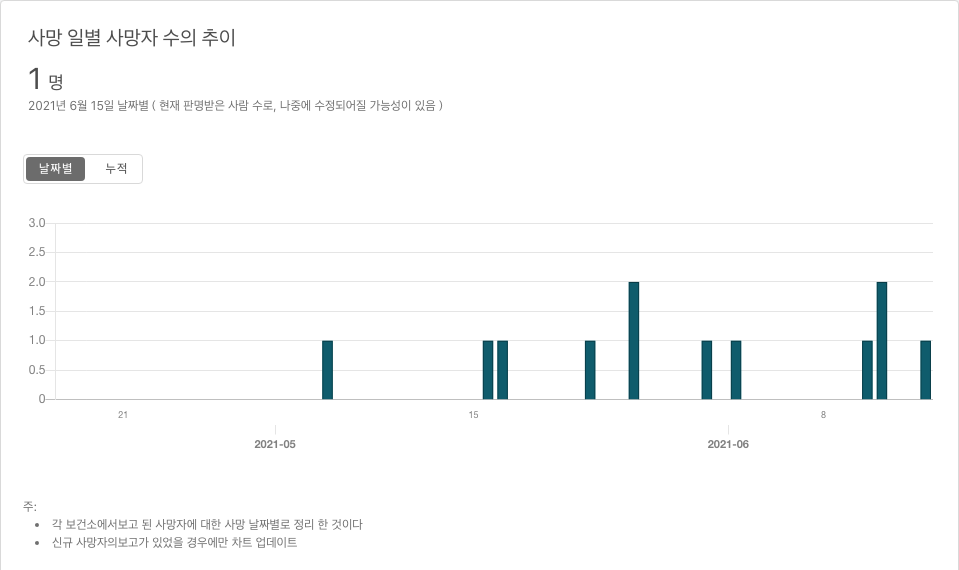 사망 일별 사망자 수의 추이
1 명
2021년 6월 15일 날짜별 ( 현재 판명받은 사람 수로, 나중에 수정되어질 가능성이 있음 )
날짜별 누적
3.0
2.5
2.0
1.5
1.0
0.5
0
21 15 8
2021-05 2021-06
주:
각 보건소에서보고 된 사망자에 대한 사망 날짜별로 정리 한 것이다
신규 사망자의보고가 있었을 경우에만 차트 업데이트